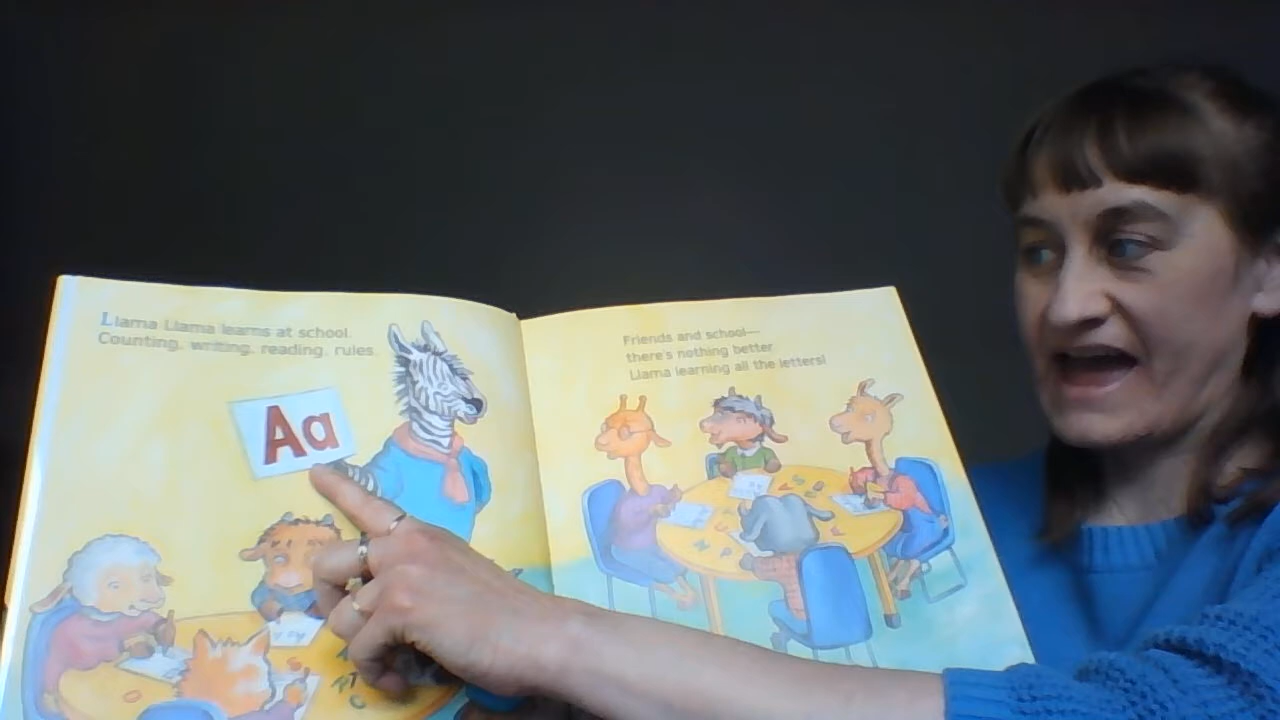 Llama Llama learns at school.
Counting, writing, reading, rules.
Aa
Friends and school—
there's nothing better.
Llama learning all the letters!